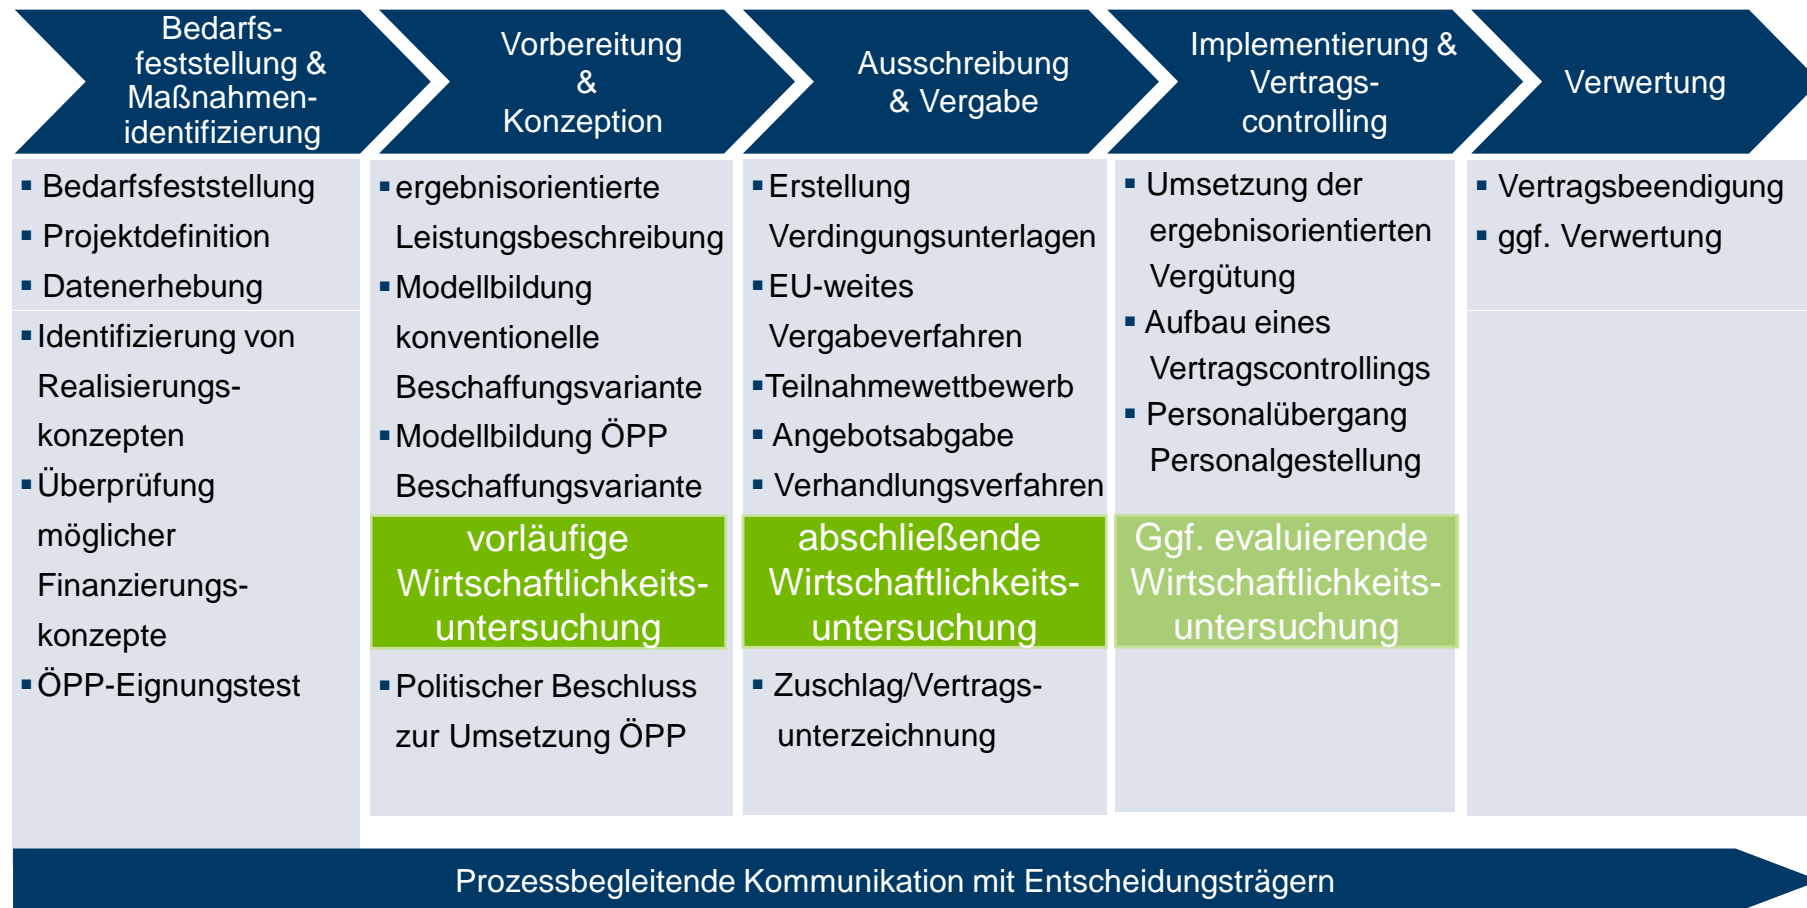 Bedarfs-
feststellung &
Maßnahmen-
identifizierung
Vorbereitung
&
Konzeption
Ausschreibung
& Vergabe
Implementierung &
Vertrags-
controlling
Verwertung
▪ Bedarfsfeststellung
▪ Projektdefinition
▪ Datenerhebung
▪ Identifizierung von
Realisierungs-
konzepten
▪ Überprüfung
möglicher
Finanzierungs-
konzepte
▪ ÖPP-Eignungstest
▪ ergebnisorientierte
Leistungsbeschreibung
▪ Modellbildung
konventionelle
Beschaffungsvariante
▪ Modellbildung ÖPP
Beschaffungsvariante
vorläufige
Wirtschaftlichkeits-
untersuchung
▪ Politischer Beschluss
zur Umsetzung ÖPP
▪ Erstellung
Verdingungsunterlagen
▪ EU-weites
Vergabeverfahren
▪ Teilnahmewettbewerb
▪ Angebotsabgabe
▪ Verhandlungsverfahren
abschließende
Wirtschaftlichkeits-
untersuchung
▪ Zuschlag/Vertrags-
unterzeichnung
▪ Umsetzung der
ergebnisorientierten
Vergütung
▪ Aufbau eines
Vertragscontrollings
▪ Personalübergang
Personalgestellung
Ggf. evaluierende
Wirtschaftlichkeits-
untersuchung
▪ Vertragsbeendigung
▪ ggf. Verwertung
Prozessbegleitende Kommunikation mit Entscheidungsträgern